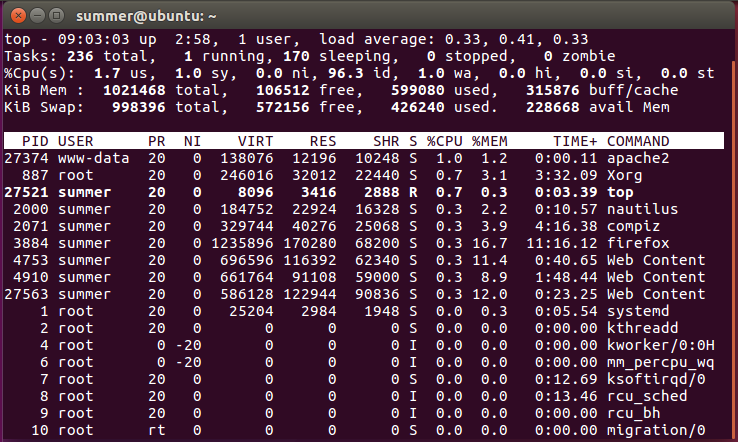 summer@ubuntu: ~
top - 09:03:03 up  2:58,  1 user,  load average: 0.33, 0.41, 0.33
Tasks: 236 total,   1 running, 170 sleeping,   0 stopped,   0 zombie
%Cpu(s):  1.7 us,  1.0 sy,  0.0 ni, 96.3 id,  1.0 wa,  0.0 hi,  0.0 si,  0.0 st
KiB Mem :  1021468 total,   106512 free,   599080 used,   315876 buff/cache
KiB Swap:   998396 total,   572156 free,   426240 used.   228668 avail Mem
  PID USER      PR  NI    VIRT    RES    SHR S %CPU %MEM     TIME+ COMMAND
27374 www-data  20   0  138076  12196  10248 S  1.0  1.2   0:00.11 apache2
  887 root      20   0  246016  32012  22440 S  0.7  3.1   3:32.09 Xorg
27521 summer    20   0    8096   3416   2888 R  0.7  0.3   0:03.39 top
 2000 summer    20   0  184752  22924  16328 S  0.3  2.2   0:10.57 nautilus
 2071 summer    20   0  329744  40276  25068 S  0.3  3.9   4:16.38 compiz
 3884 summer    20   0 1235896 170280  68200 S  0.3 16.7  11:16.12 firefox
 4753 summer    20   0  696596 116392  62340 S  0.3 11.4   0:40.65 Web Content
 4910 summer    20   0  661764  91108  59000 S  0.3  8.9   1:48.44 Web Content
27563 summer    20   0  586128 122944  90836 S  0.3 12.0   0:23.25 Web Content
    1 root      20   0   25204   2984   1948 S  0.0  0.3   0:05.54 systemd
    2 root      20   0       0      0      0 S  0.0  0.0   0:00.00 kthreadd
    4 root       0 -20       0      0      0 I  0.0  0.0   0:00.00 kworker/0:0H
    6 root       0 -20       0      0      0 I  0.0  0.0   0:00.00 mm_percpu_wq
    7 root      20   0       0      0      0 S  0.0  0.0   0:12.69 ksoftirqd/0
    8 root      20   0       0      0      0 I  0.0  0.0   0:13.46 rcu_sched
    9 root      20   0       0      0      0 I  0.0  0.0   0:00.00 rcu_bh
   10 root      rt   0       0      0      0 S  0.0  0.0   0:00.00 migration/0